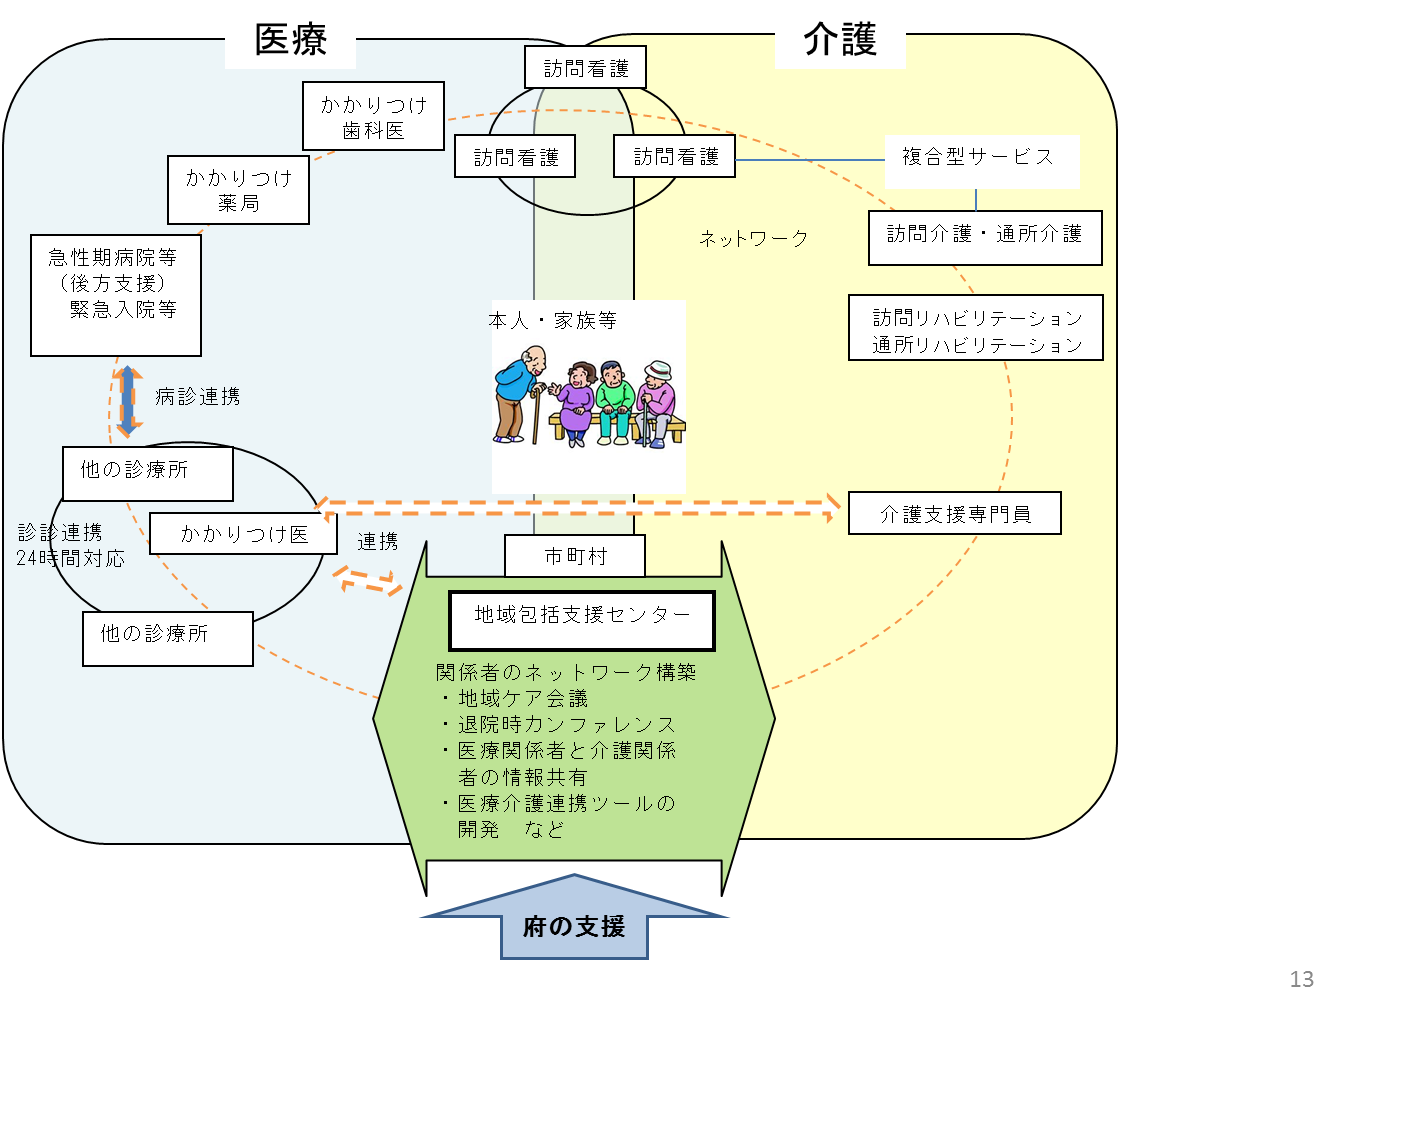 医療
介護
訪問看護
訪問看護
訪問看護
かかりつけ
歯科医
かかりつけ
薬局
複合型サービス
訪問介護・通所介護
ネットワーク
急性期病院等
（後方支援）
緊急入院等
訪問リハビリテーション
通所リハビリテーション
本人・家族等
病診連携
他の診療所
診診連携
24時間対応
かかりつけ医
連携
介護支援専門員
他の診療所
市町村
地域包括支援センター
関係者のネットワーク構築
・地域ケア会議
・退院時カンファレンス
・医療関係者と介護関係
者の情報共有
・医療介護連携ツールの
開発　など
府の支援
13